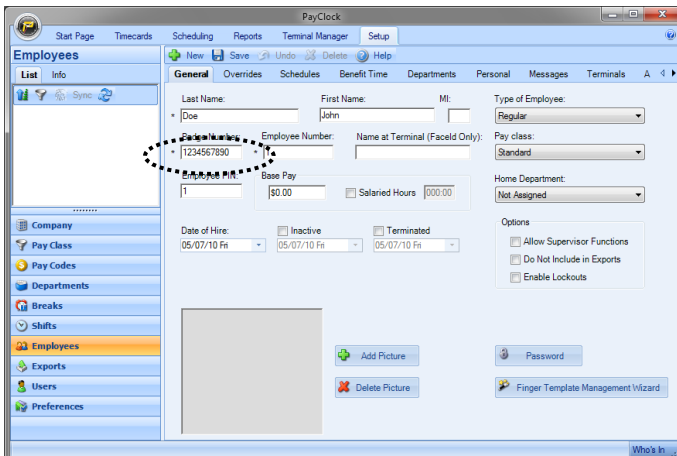 PayClock
Start Page Timecards Scheduling Reports Terminal Manager Setup
Employees
New Save Undo Delete Help
List Info
General Overrides Schedules Benefit Time Departments Personal Messages Terminals A
Sync
Last Name: First Name: MI: Type of Employee:
* Doe John Regular
Badge Number: Employee Number: Name at Terminal (FaceId Only): Pay class:
* 1234567890 * 1 Standard
Employee PIN: Base Pay Home Department:
1 $0.00 Salaried Hours 000:00 Not Assigned
Company
Pay Class
Pay Codes
Departments
Breaks
Shifts
Employees
Exports
Users
Preferences
Date of Hire: Inactive Terminated Options
05/07/10 Fri 05/07/10 Fri 05/07/10 Fri Allow Supervisor Functions
Do Not Include in Exports
Enable Lockouts
Add Picture Password
Delete Picture Finger Template Management Wizard
Who's In